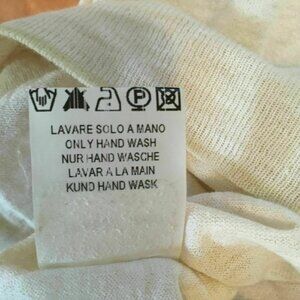 P
LAVARE SOLO A MANO
ONLY HAND WASH
NUR HAND WASCHE
LAVAR A LA MAIN
KUND HAND WASK